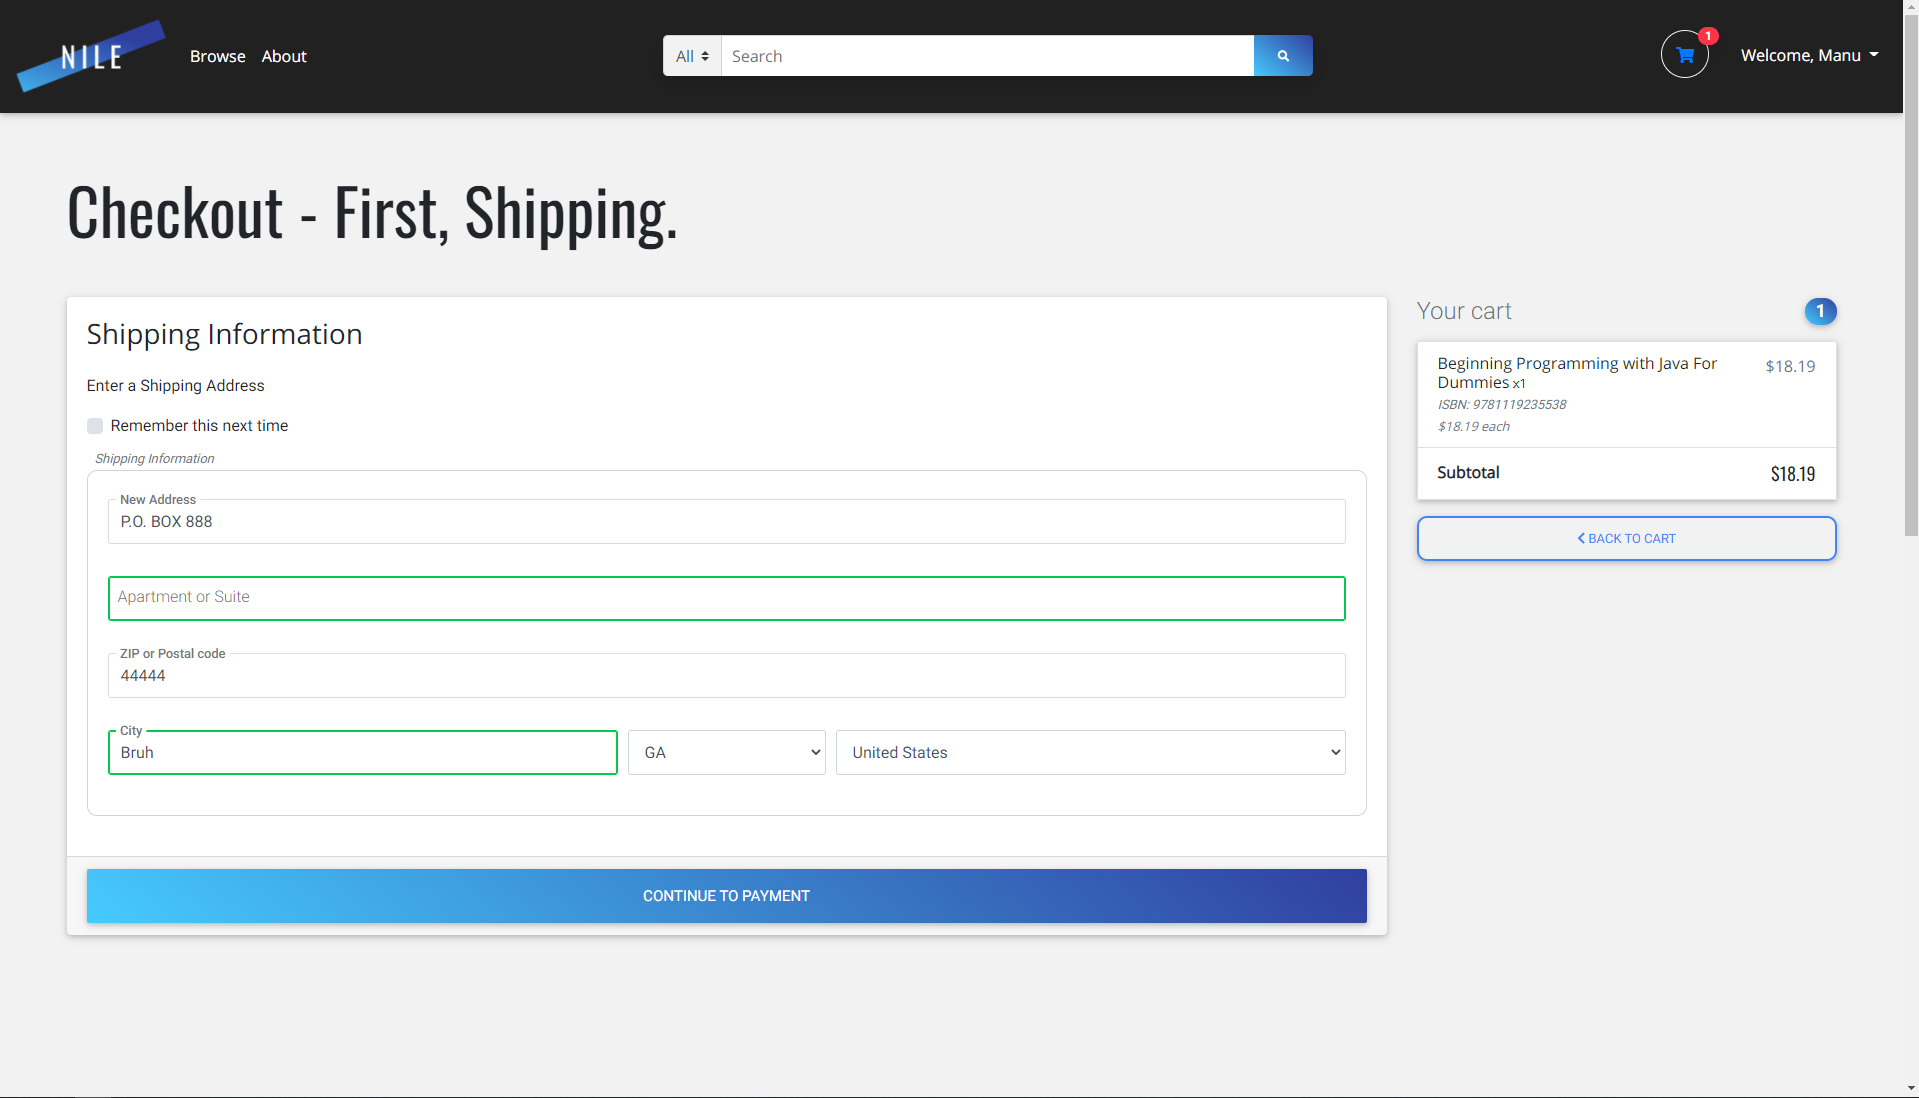 NILE
Browse
About
All
Search
1
Welcome, Manu
Checkout - First, Shipping.
Shipping Information
Enter a Shipping Address
Remember this next time
Shipping Information
New Address
P.O. BOX 888
Apartment or Suite
ZIP or Postal code
44444
City
Bruh
GA
United States
CONTINUE TO PAYMENT
Your cart
1
Beginning Programming with Java For
Dummies x1
$18.19
ISBN: 9781119235538
$18.19 each
Subtotal
$18.19
BACK TO CART